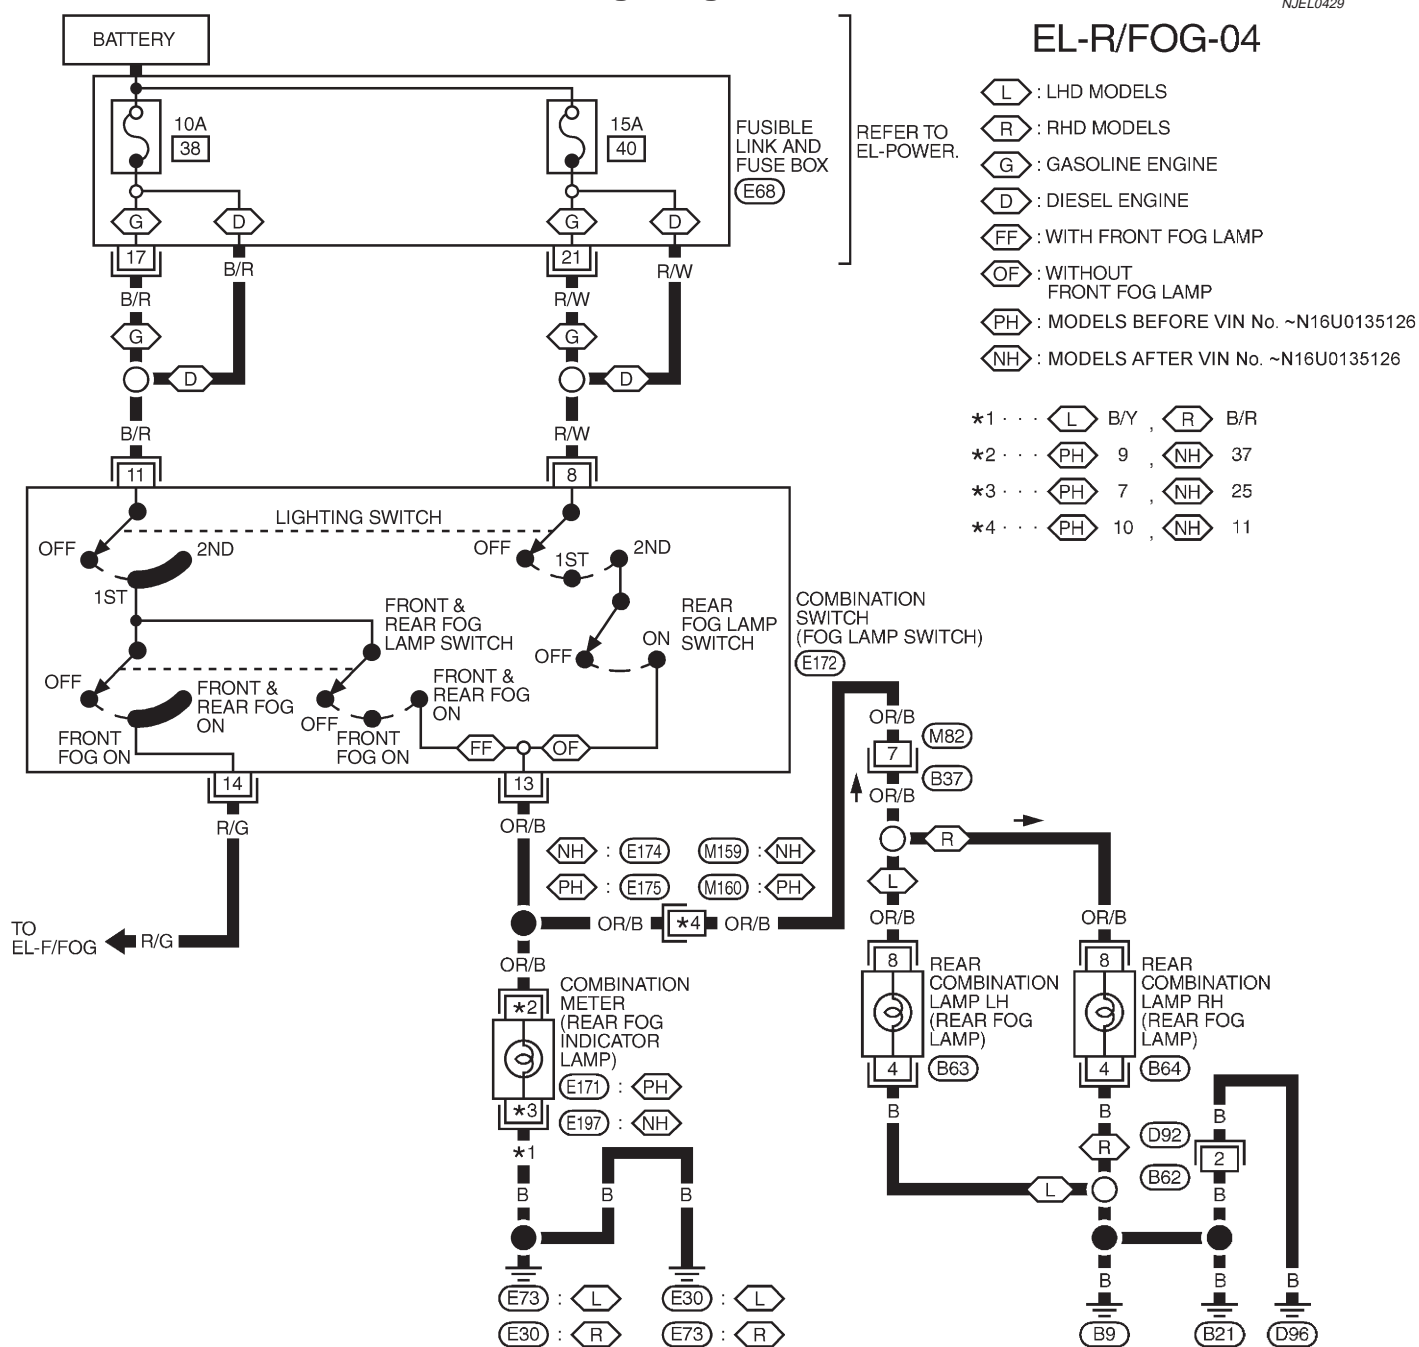 NJEL0429
EL-R/FOG-04
BATTERY
10A
38
15A
40
FUSIBLE
LINK AND
FUSE BOX
E68
REFER TO
EL-POWER.
G
D
G
D
17
21
B/R
R/W
B/R
R/W
G
G
D
D
B/R
R/W
11
8
L : LHD MODELS
R : RHD MODELS
G : GASOLINE ENGINE
D : DIESEL ENGINE
FF : WITH FRONT FOG LAMP
OF : WITHOUT
FRONT FOG LAMP
PH : MODELS BEFORE VIN No. ~N16U0135126
NH : MODELS AFTER VIN No. ~N16U0135126
*1 · · · L B/Y , R B/R
*2 · · · PH 9 , NH 37
*3 · · · PH 7 , NH 25
*4 · · · PH 10 , NH 11
LIGHTING SWITCH
OFF
2ND
1ST
OFF
1ST
2ND
FRONT &
REAR FOG
LAMP SWITCH
REAR
FOG LAMP
SWITCH
OFF
ON
COMBINATION
SWITCH
(FOG LAMP SWITCH)
E172
OFF
FRONT &
REAR FOG
ON
FRONT
FOG ON
OFF
FRONT
FOG ON
FRONT &
REAR FOG
ON
FF
OF
14
13
R/G
OR/B
TO
EL-F/FOG
R/G
NH : E174
M159 : NH
PH : E175
M160 : PH
OR/B
*4
OR/B
OR/B
M82
7
B37
OR/B
R
L
OR/B
OR/B
OR/B
*2
COMBINATION
METER
(REAR FOG
INDICATOR
LAMP)
E171 : PH
E197 : NH
*3
*1
B
B
B
E73 : L
E30 : R
E30 : L
E73 : R
8
REAR
COMBINATION
LAMP LH
(REAR FOG
LAMP)
4
B63
B
8
REAR
COMBINATION
LAMP RH
(REAR FOG
LAMP)
4
B64
B
R
L
B
D92
2
B62
B
B
B
B
B9
B21
D96